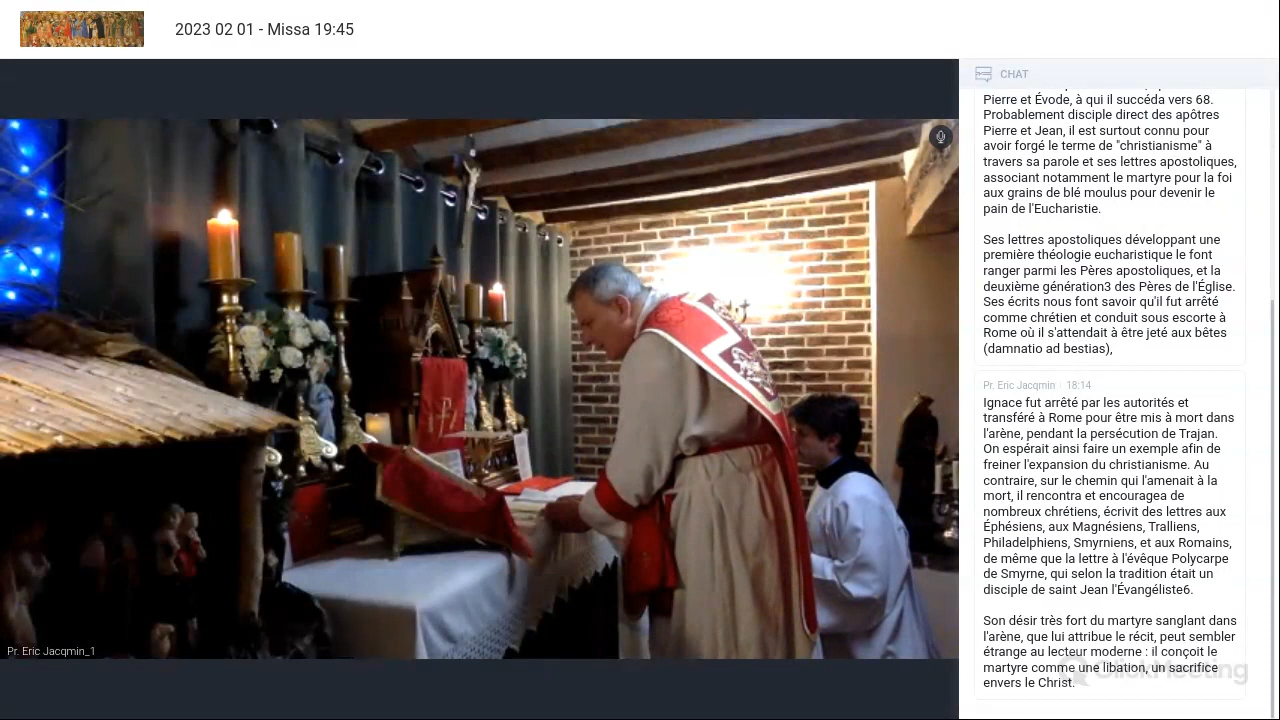 2023 02 01 - Missa 19:45
CHAT
Pierre et Évode, à qui il succéda vers 68.
Probablement disciple direct des apôtres
Pierre et Jean, il est surtout connu pour
avoir forgé le terme de "christianisme" à
travers sa parole et ses lettres apostoliques,
associant notamment le martyre pour la foi
aux grains de blé moulus pour devenir le
pain de l'Eucharistie.
Ses lettres apostoliques développant une
première théologie eucharistique le font
ranger parmi les Pères apostoliques, et la
deuxième génération3 des Pères de l'Église.
Ses écrits nous font savoir qu'il fut arrêté
comme chrétien et conduit sous escorte à
Rome où il s'attendait à être jeté aux bêtes
(damnatio ad bestias),
Pr. Eric Jacqmin 18:14
Ignace fut arrêté par les autorités et
transféré à Rome pour être mis à mort dans
l'arène, pendant la persécution de Trajan.
On espérait ainsi faire un exemple afin de
freiner l'expansion du christianisme. Au
contraire, sur le chemin qui l'amenait à la
mort, il rencontra et encouragea de
nombreux chrétiens, écrivit des lettres aux
Éphésiens, aux Magnésiens, Tralliens,
Philadelphiens, Smyrniens, et aux Romains,
de même que la lettre à l'évêque Polycarpe
de Smyrne, qui selon la tradition était un
disciple de saint Jean l'Évangéliste6.
Son désir très fort du martyre sanglant dans
l'arène, que lui attribue le récit, peut sembler
étrange au lecteur moderne : il conçoit le
martyre comme une libation, un sacrifice
envers le Christ.
ClickMeeting
Pr. Eric Jacqmin_1